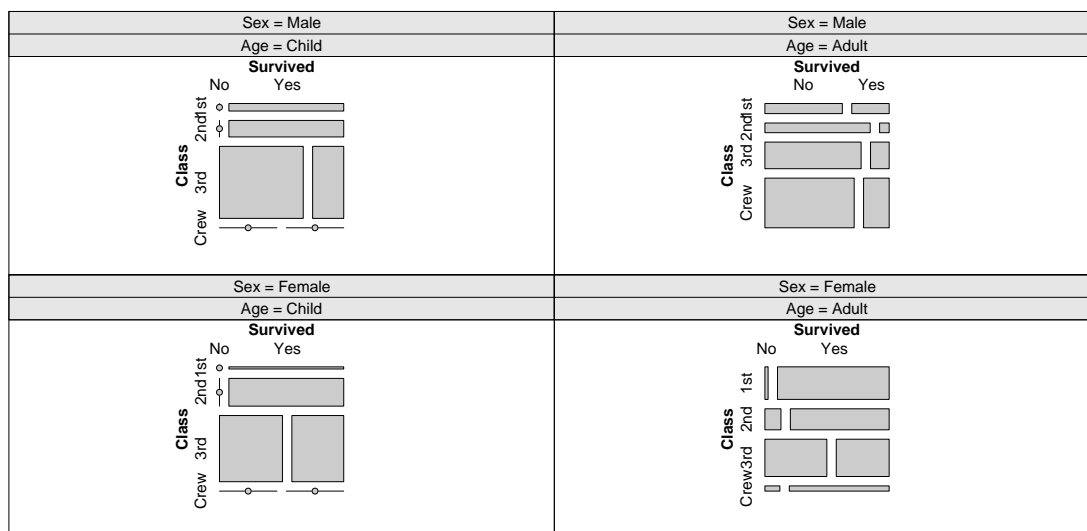 Sex = Male
Age = Child
Survived
No Yes
Class
1st
2nd
3rd
Crew
Sex = Male
Age = Adult
Survived
No Yes
Class
1st
2nd
3rd
Crew
Sex = Female
Age = Child
Survived
No Yes
Class
1st
2nd
3rd
Crew
Sex = Female
Age = Adult
Survived
No Yes
Class
1st
2nd
3rd
Crew